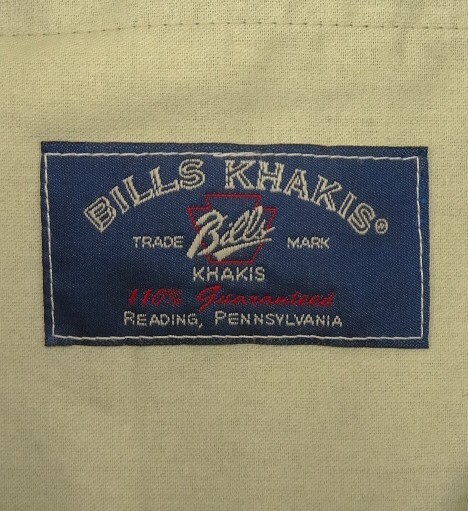 BILLS KHAKIS®
TRADE Bills MARK
KHAKIS
110% Guaranteed
READING, PENNSYLVANIA